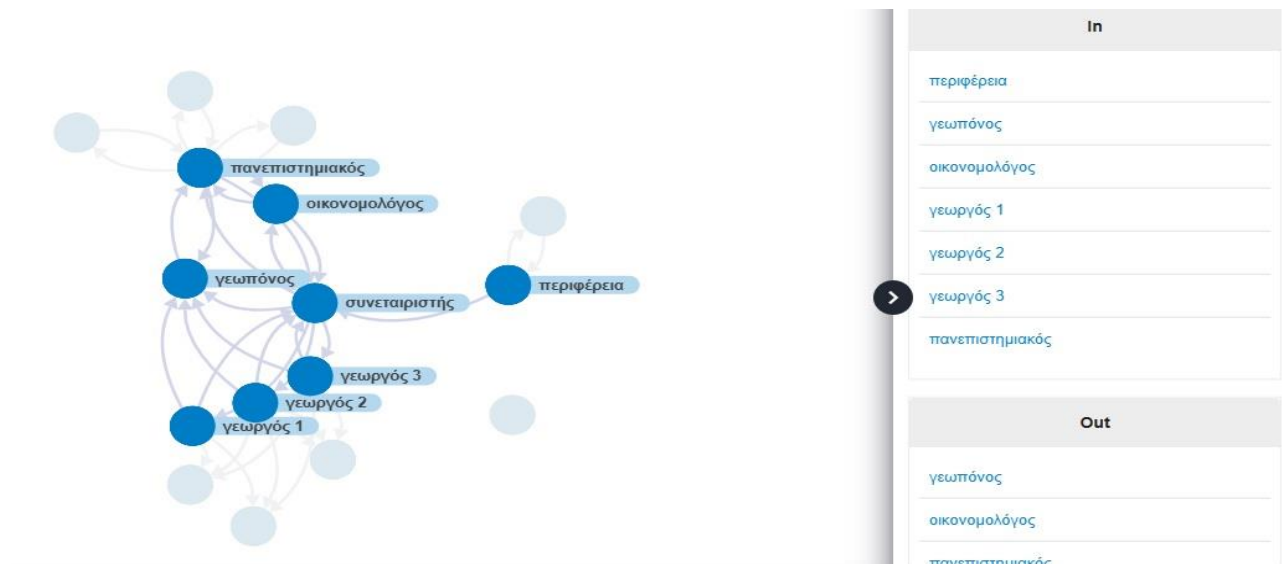 πανεπιστημιακός
οικονομολόγος
γεωπόνος
περιφέρεια
συνεταιριστής
γεωργός 3
γεωργός 2
γεωργός 1
In
περιφέρεια
γεωπόνος
οικονομολόγος
γεωργός 1
γεωργός 2
γεωργός 3
πανεπιστημιακός
Out
γεωπόνος
οικονομολόγος
πανεπιστημιακός